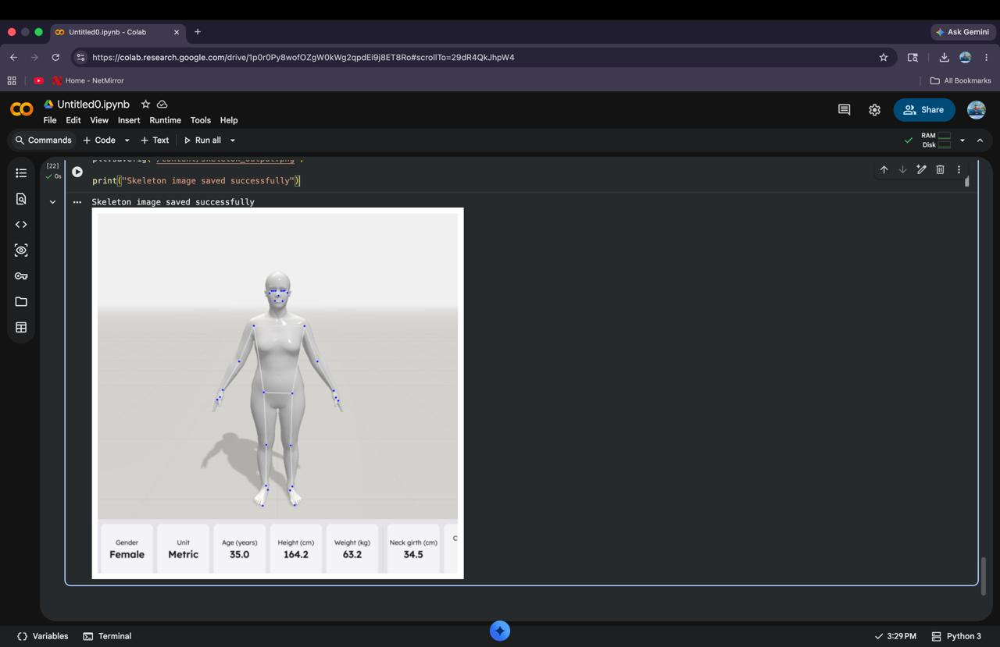 Untitled0.ipynb - Colab
Ask Gemini
https://colab.research.google.com/drive/1p0r0Py8wofOZgW0kWg2qpdEi9j8ET8Ro#scrollTo=29dR4QkJhpW4
Home - NetMirror
All Bookmarks
Untitled0.ipynb
File Edit View Insert Runtime Tools Help
Share
Commands + Code + Text Run all
RAM
Disk
[22]
0s
print("Skeleton image saved successfully")
Skeleton image saved successfully
Gender Unit Age (years) Height (cm) Weight (kg) Neck girth (cm) C
Female Metric 35.0 164.2 63.2 34.5
Variables Terminal
3:29 PM Python 3